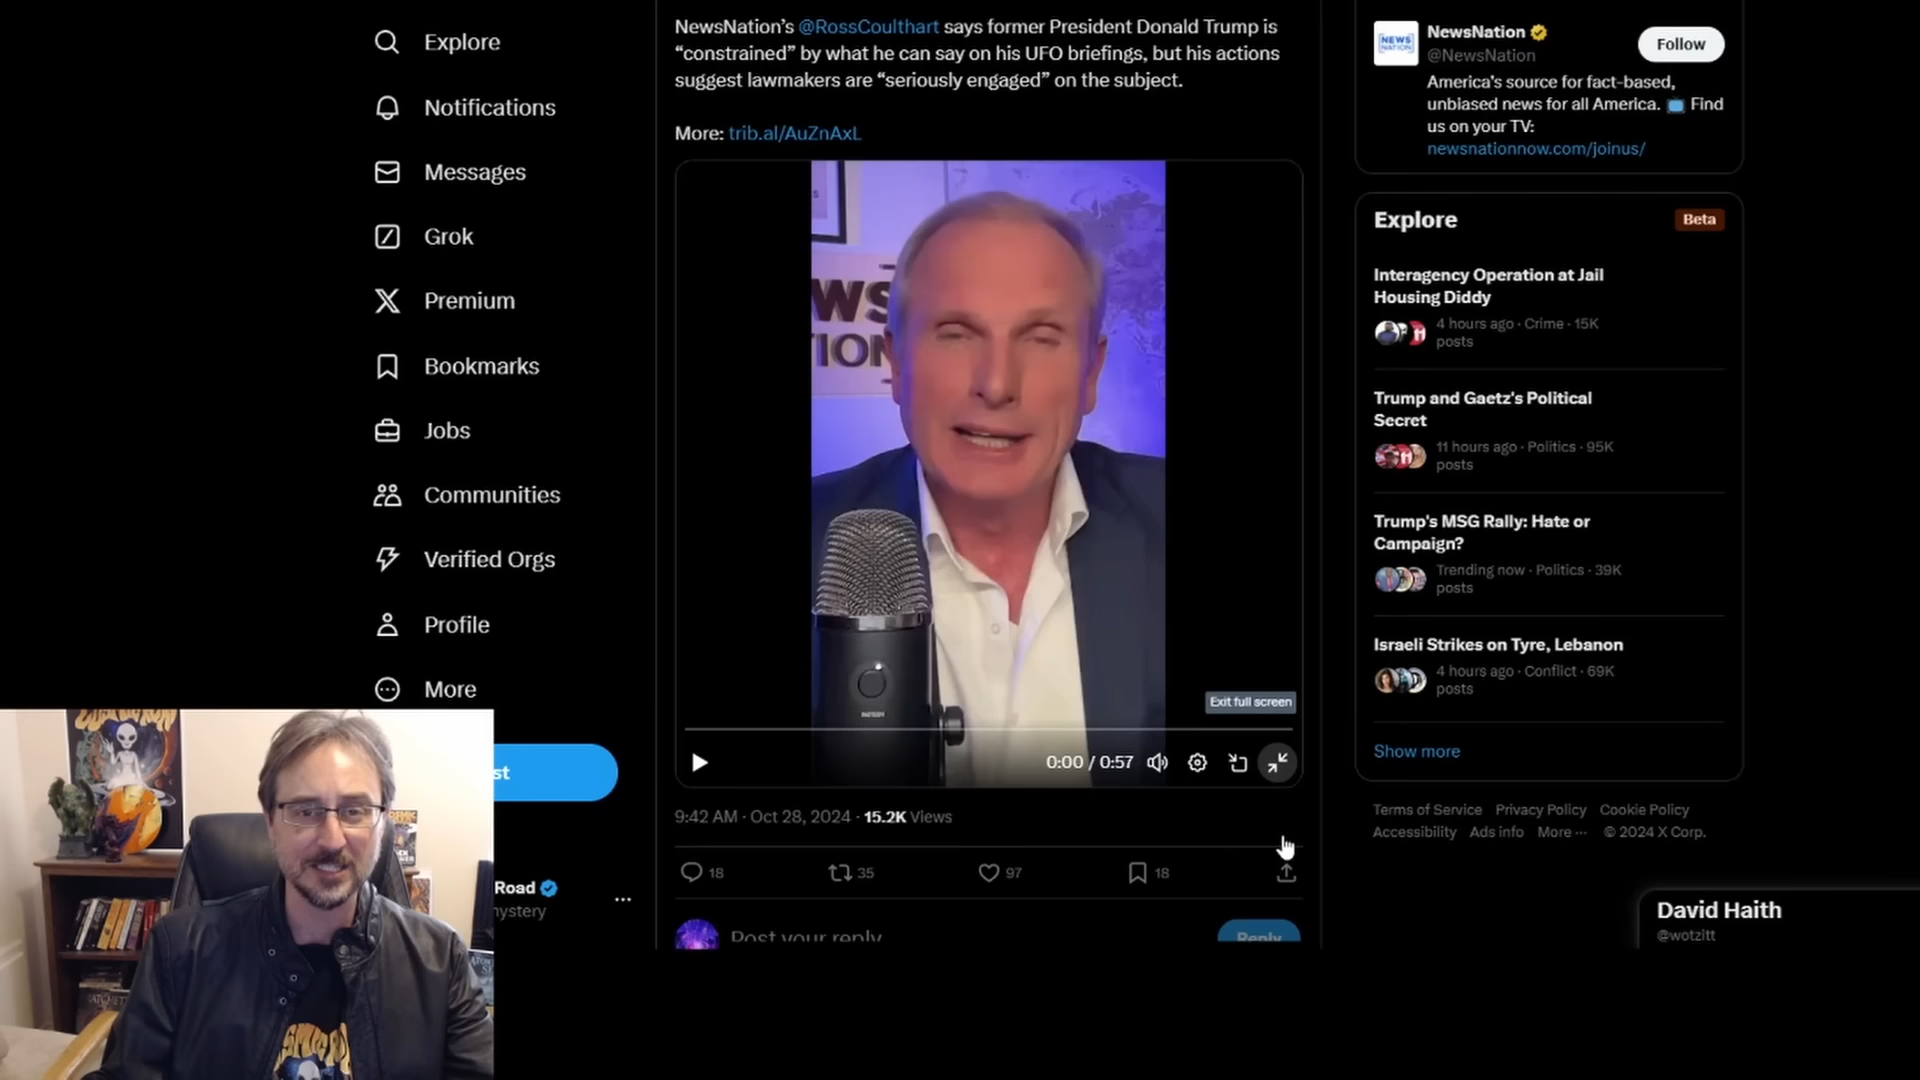 Explore
Notifications
Messages
Grok
Premium
Bookmarks
Jobs
Communities
Verified Orgs
Profile
More
st
Road
mystery
NewsNation’s @RossCoulthart says former President Donald Trump is
“constrained” by what he can say on his UFO briefings, but his actions
suggest lawmakers are “seriously engaged” on the subject.
More: trib.al/AuZnAxL
WS
TION
Exit full screen
0:00 / 0:57
9:42 AM · Oct 28, 2024 · 15.2K Views
18
35
97
18
Post your reply
Reply
NEWS
NATION
NewsNation
@NewsNation
Follow
America's source for fact-based,
unbiased news for all America. Find
us on your TV:
newsnationnow.com/joinus/
Explore
Beta
Interagency Operation at Jail
Housing Diddy
4 hours ago · Crime · 15K
posts
Trump and Gaetz's Political
Secret
11 hours ago · Politics · 95K
posts
Trump's MSG Rally: Hate or
Campaign?
Trending now · Politics · 39K
posts
Israeli Strikes on Tyre, Lebanon
4 hours ago · Conflict · 69K
posts
Show more
Terms of Service Privacy Policy Cookie Policy
Accessibility Ads info More ··· © 2024 X Corp.
David Haith
@wotzitt